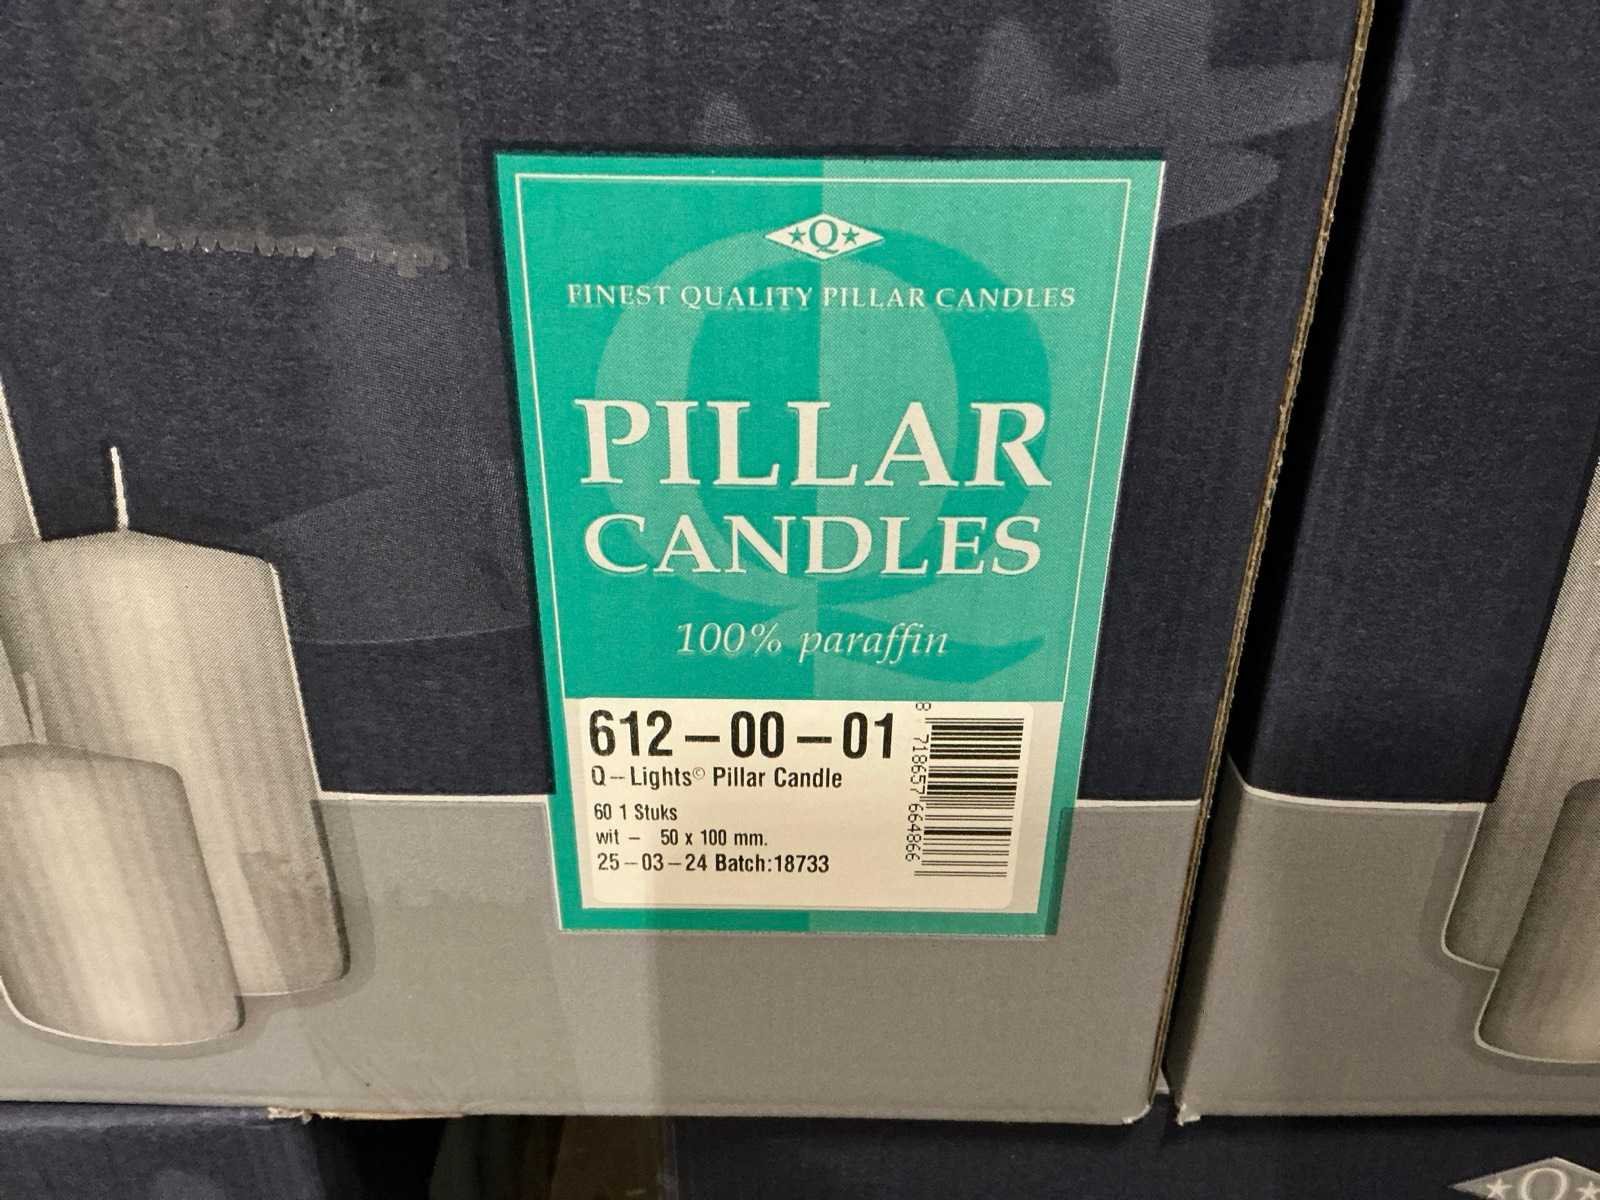 ★Q★
FINEST QUALITY PILLAR CANDLES
PILLAR
CANDLES
100% paraffin
612-00-01
Q-Lights© Pillar Candle
60 1 Stuks
wit - 50 x 100 mm.
25-03-24 Batch:18733
8 718657 664866
★Q★